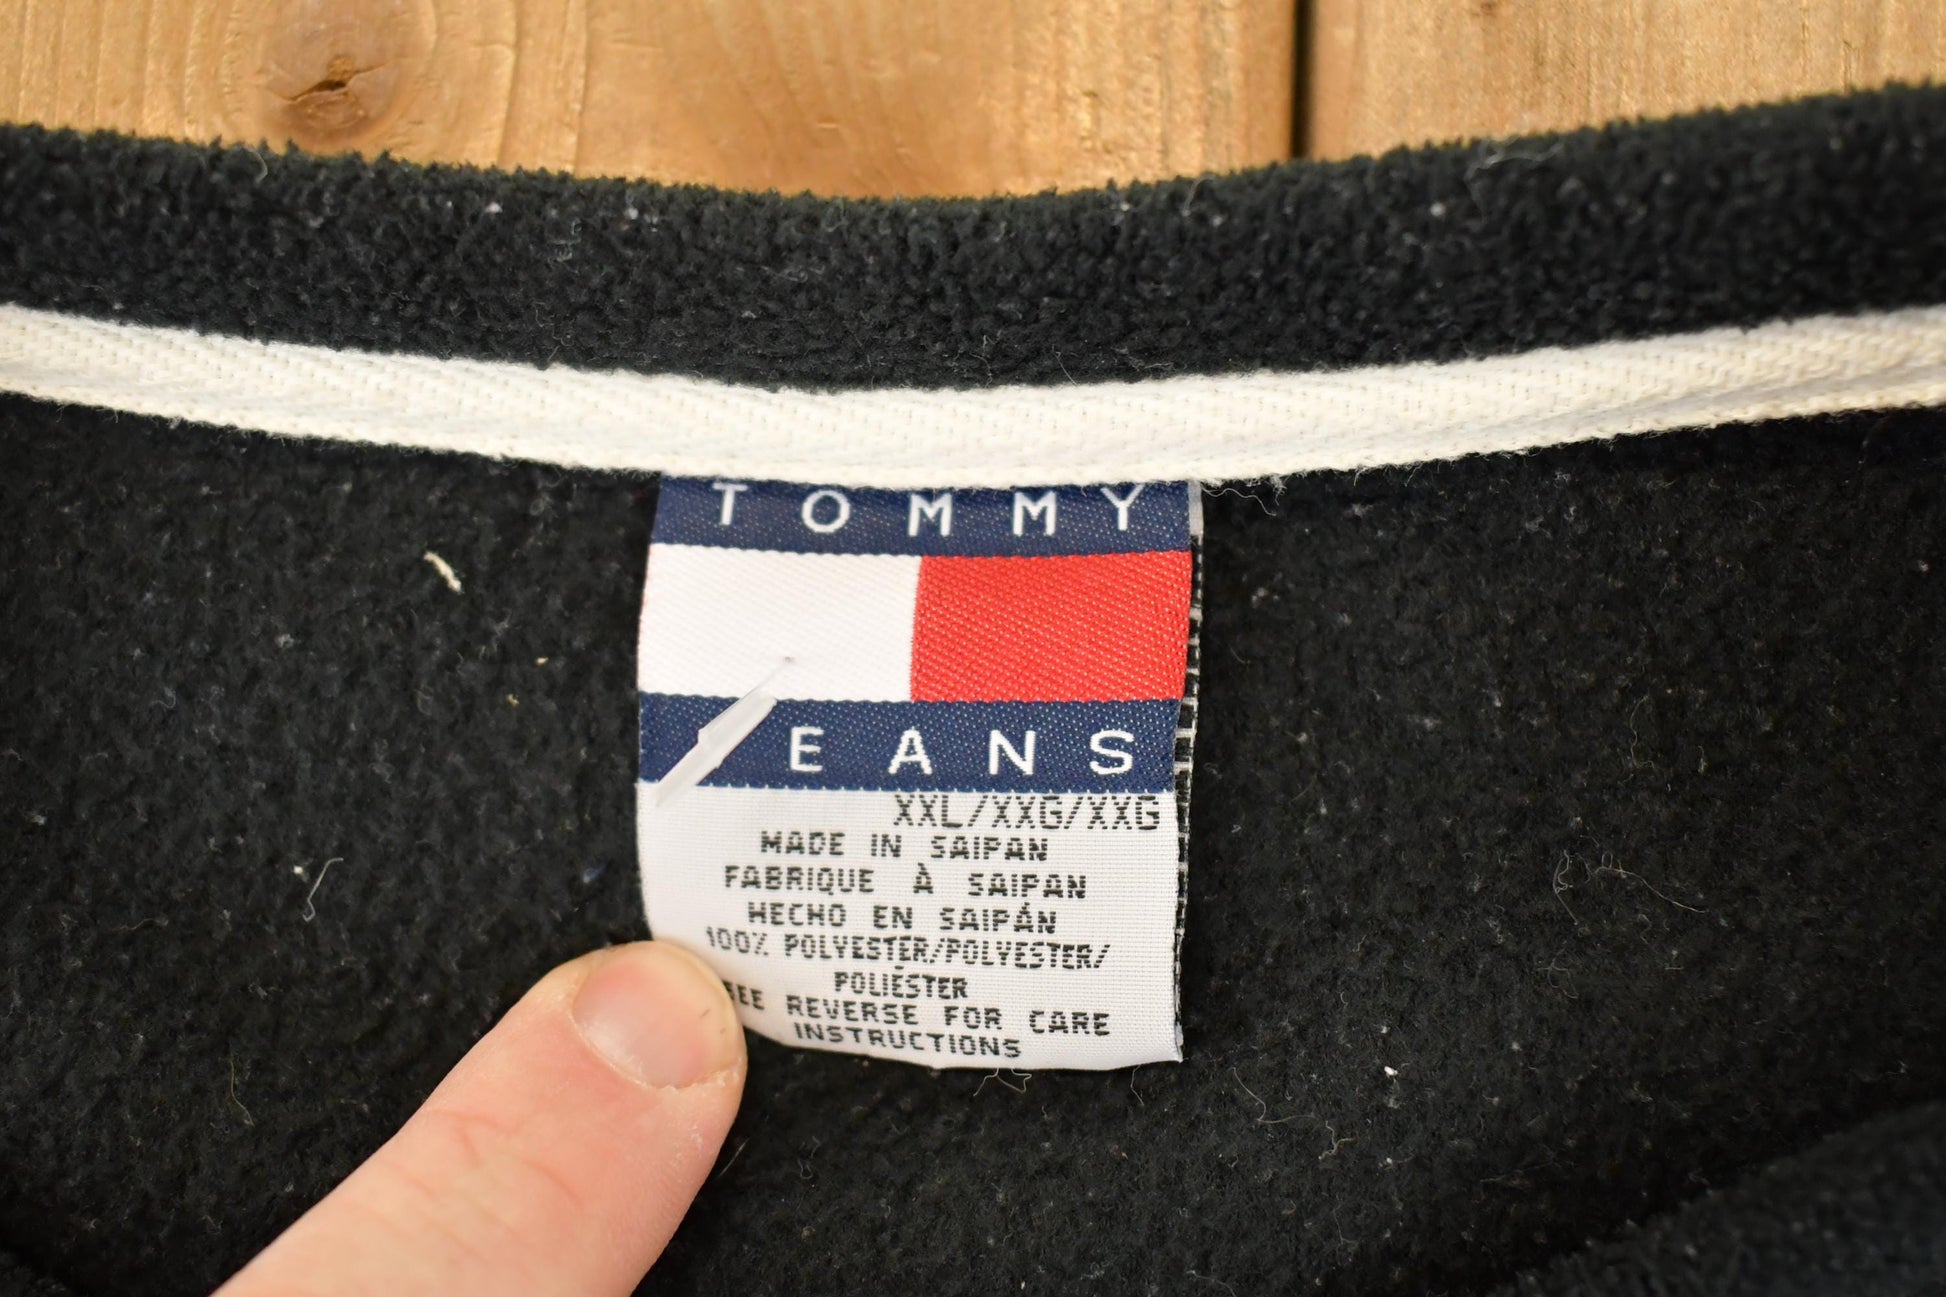 TOMMY
EANS
XXL/XXG/XXG
MADE IN SAIPAN
FABRIQUE À SAIPAN
HECHO EN SAIPÁN
100% POLYESTER/POLYESTER/
POLIÉSTER
EE REVERSE FOR CARE
INSTRUCTIONS